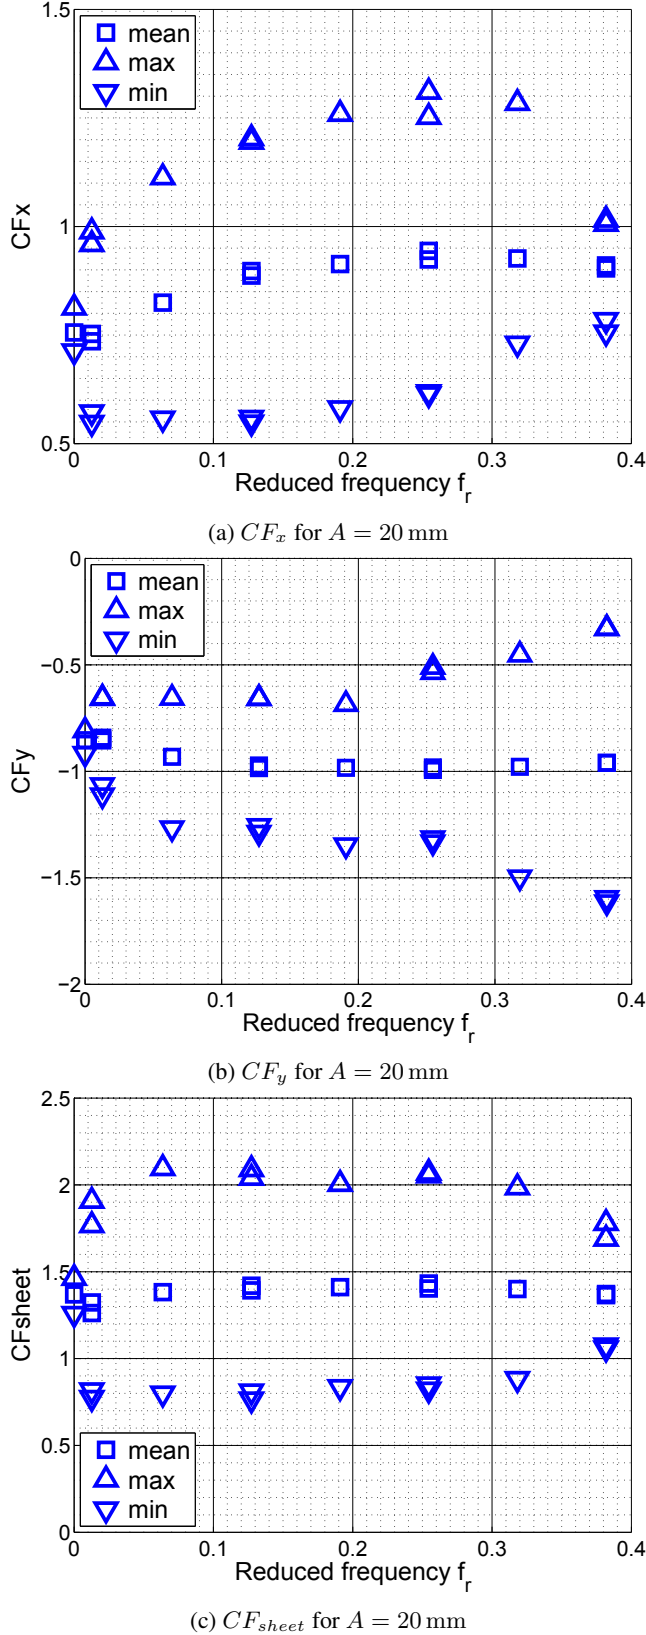 1.5
mean
max
min
CFx
1
0.5
0 0.1 0.2 0.3 0.4
Reduced frequency f_r
(a) CF_x for A = 20 mm
0
mean
max
min
−0.5
CFy
−1
−1.5
−2
0 0.1 0.2 0.3 0.4
Reduced frequency f_r
(b) CF_y for A = 20 mm
2.5
2
1.5
CFsheet
1
0.5
mean
max
min
0
0 0.1 0.2 0.3 0.4
Reduced frequency f_r
(c) CF_sheet for A = 20 mm